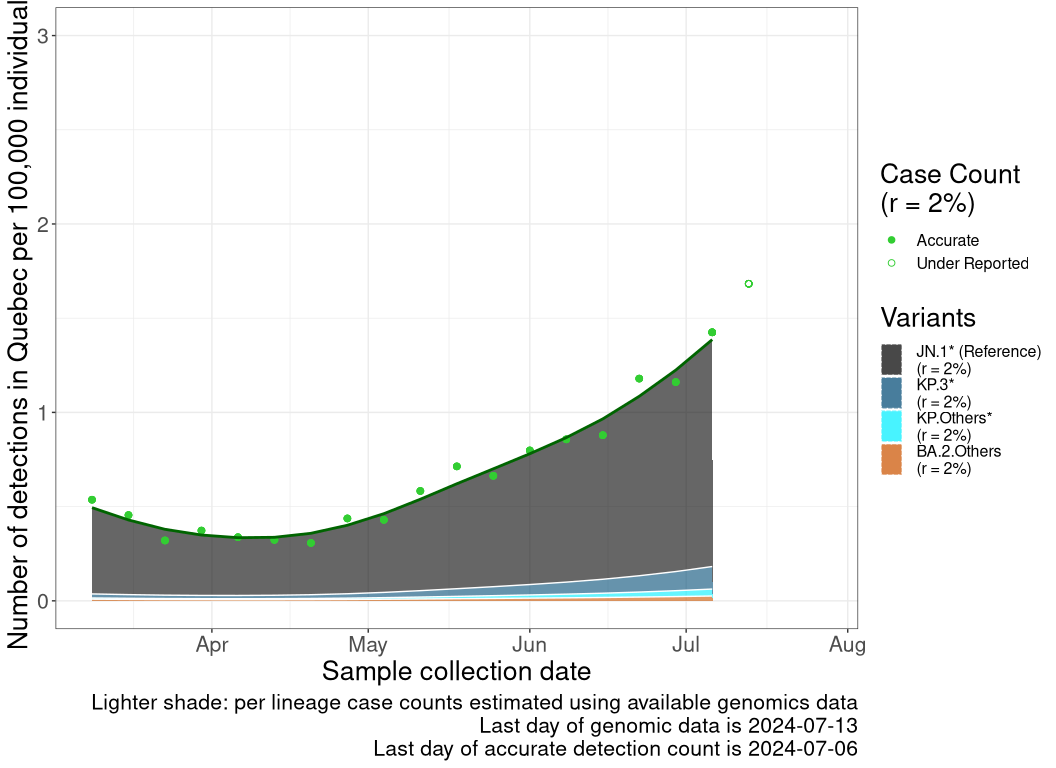 Number of detections in Quebec per 100,000 individual
3
2
1
0
Apr
May
Jun
Jul
Aug
Sample collection date
Lighter shade: per lineage case counts estimated using available genomics data
Last day of genomic data is 2024-07-13
Last day of accurate detection count is 2024-07-06
Case Count
(r = 2%)
Accurate
Under Reported
Variants
JN.1* (Reference)
(r = 2%)
KP.3*
(r = 2%)
KP.Others*
(r = 2%)
BA.2.Others
(r = 2%)